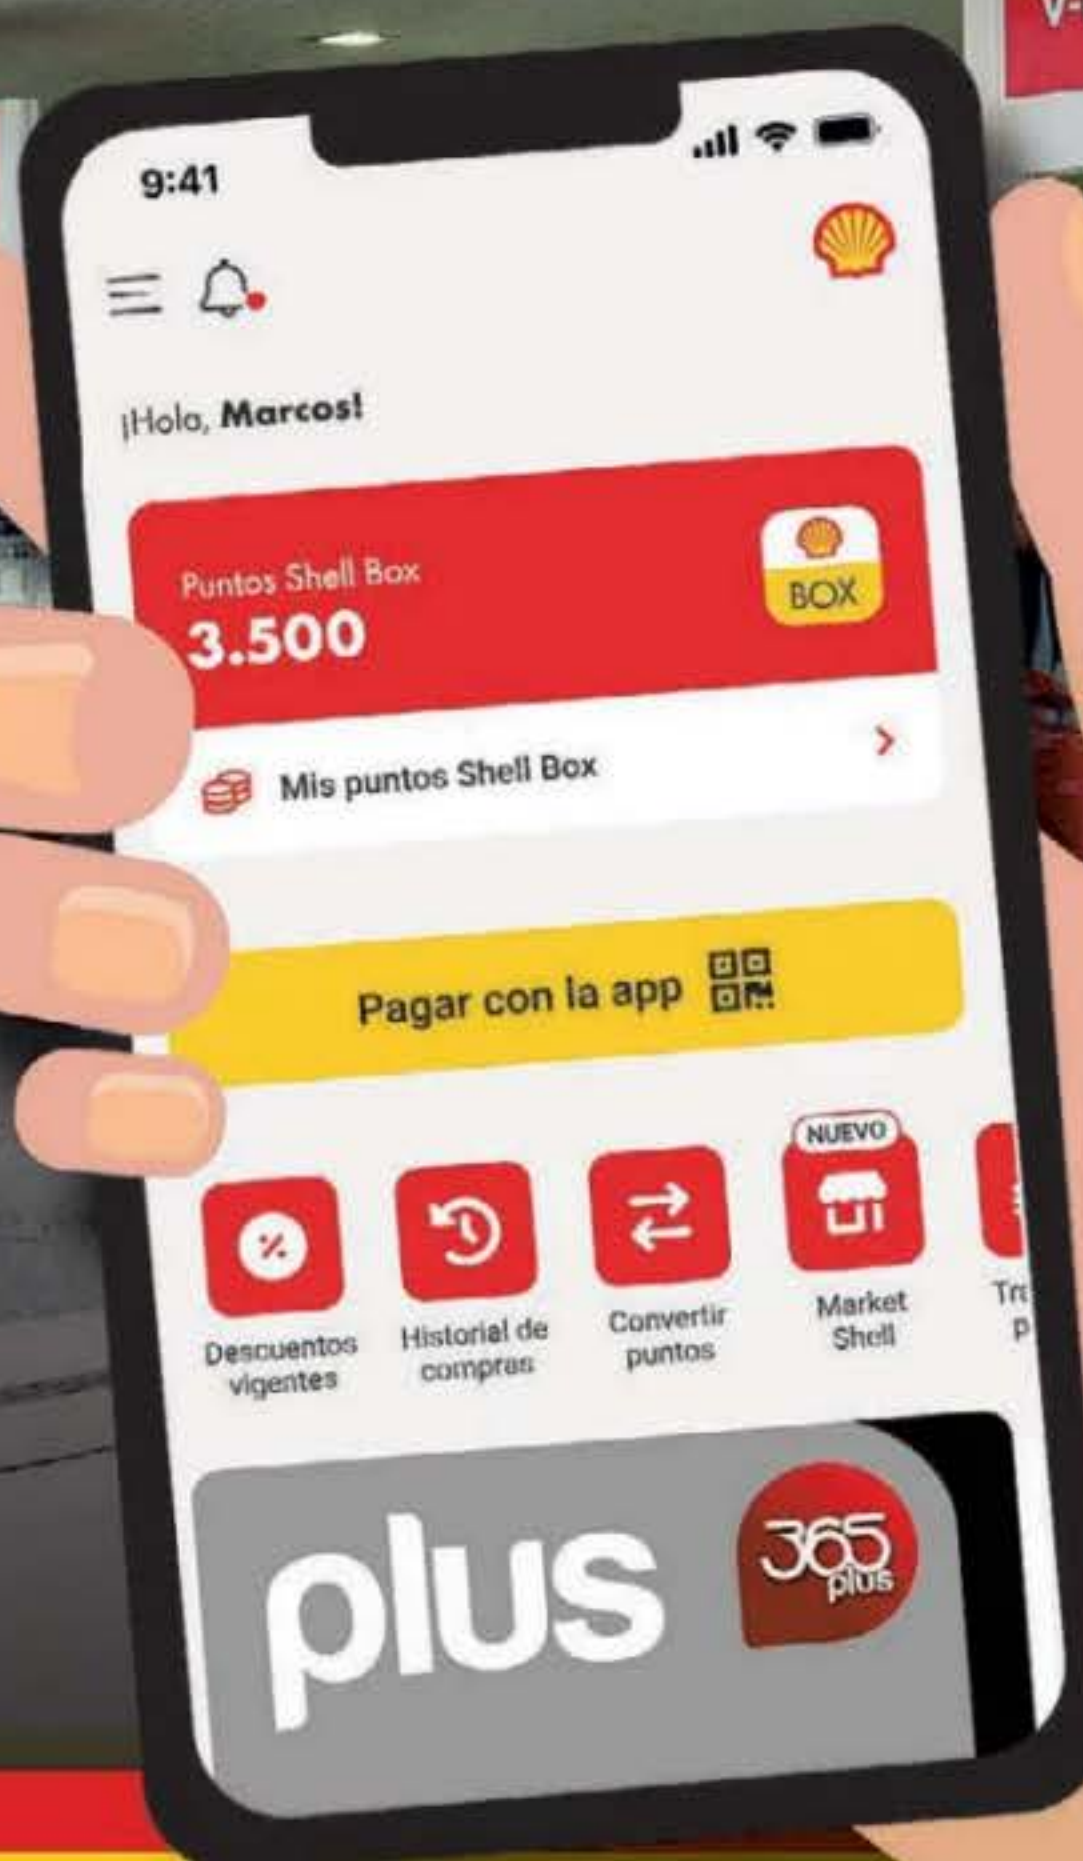 V-
9:41
¡Hola, Marcos!
Puntos Shell Box
3.500
BOX
Mis puntos Shell Box
Pagar con la app
NUEVO
Descuentos
vigentes
Historial de
compras
Convertir
puntos
Market
Shell
Tra
p
plus
365
plus